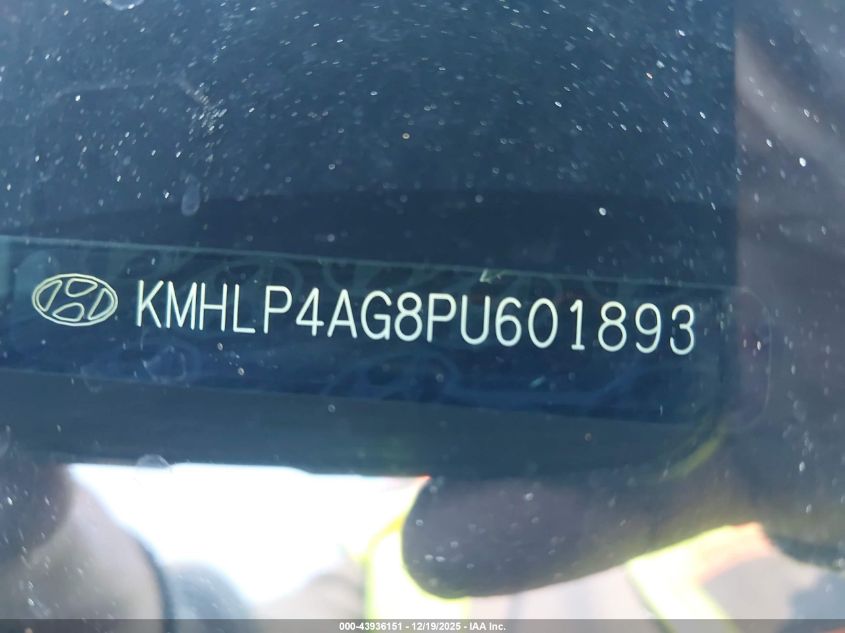 KMHLP4AG8PU601893
000-43936151 - 12/19/2025 - IAA Inc.